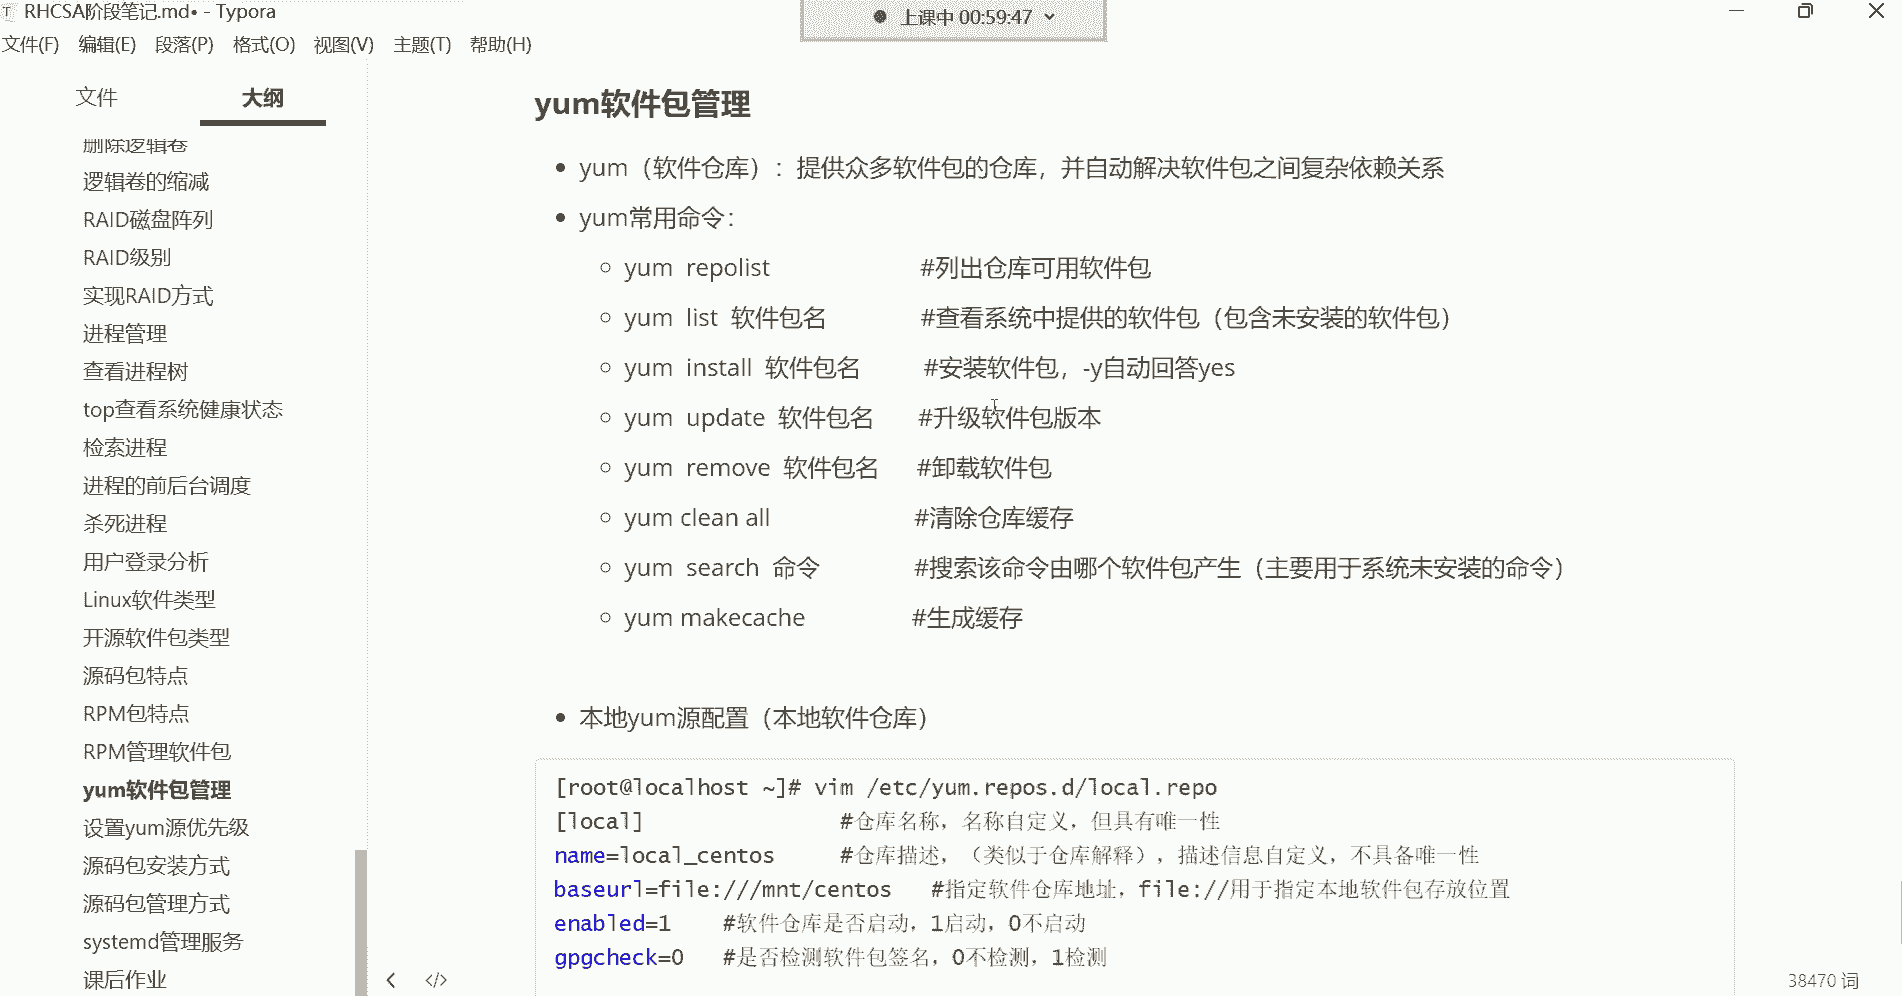 RHCSA阶段笔记.md• - Typora
上课中 00:59:47
文件(F) 编辑(E) 段落(P) 格式(O) 视图(V) 主题(T) 帮助(H)
文件 大纲
删除逻辑卷
逻辑卷的缩减
RAID磁盘阵列
RAID级别
实现RAID方式
进程管理
查看进程树
top查看系统健康状态
检索进程
进程的前后台调度
杀死进程
用户登录分析
Linux软件类型
开源软件包类型
源码包特点
RPM包特点
RPM管理软件包
yum软件包管理
设置yum源优先级
源码包安装方式
源码包管理方式
systemd管理服务
课后作业
yum软件包管理
• yum（软件仓库）：提供众多软件包的仓库，并自动解决软件包之间复杂依赖关系
• yum常用命令：
yum repolist #列出仓库可用软件包
yum list 软件包名 #查看系统中提供的软件包（包含未安装的软件包）
yum install 软件包名 #安装软件包，-y自动回答yes
yum update 软件包名 #升级软件包版本
yum remove 软件包名 #卸载软件包
yum clean all #清除仓库缓存
yum search 命令 #搜索该命令由哪个软件包产生（主要用于系统未安装的命令）
yum makecache #生成缓存
• 本地yum源配置（本地软件仓库）
[root@localhost ~]# vim /etc/yum.repos.d/local.repo
[local] #仓库名称，名称自定义，但具有唯一性
name=local_centos #仓库描述，（类似于仓库解释），描述信息自定义，不具备唯一性
baseurl=file:///mnt/centos #指定软件仓库地址，file://用于指定本地软件包存放位置
enabled=1 #软件仓库是否启动，1启动，0不启动
gpgcheck=0 #是否检测软件包签名，0不检测，1检测
38470 词